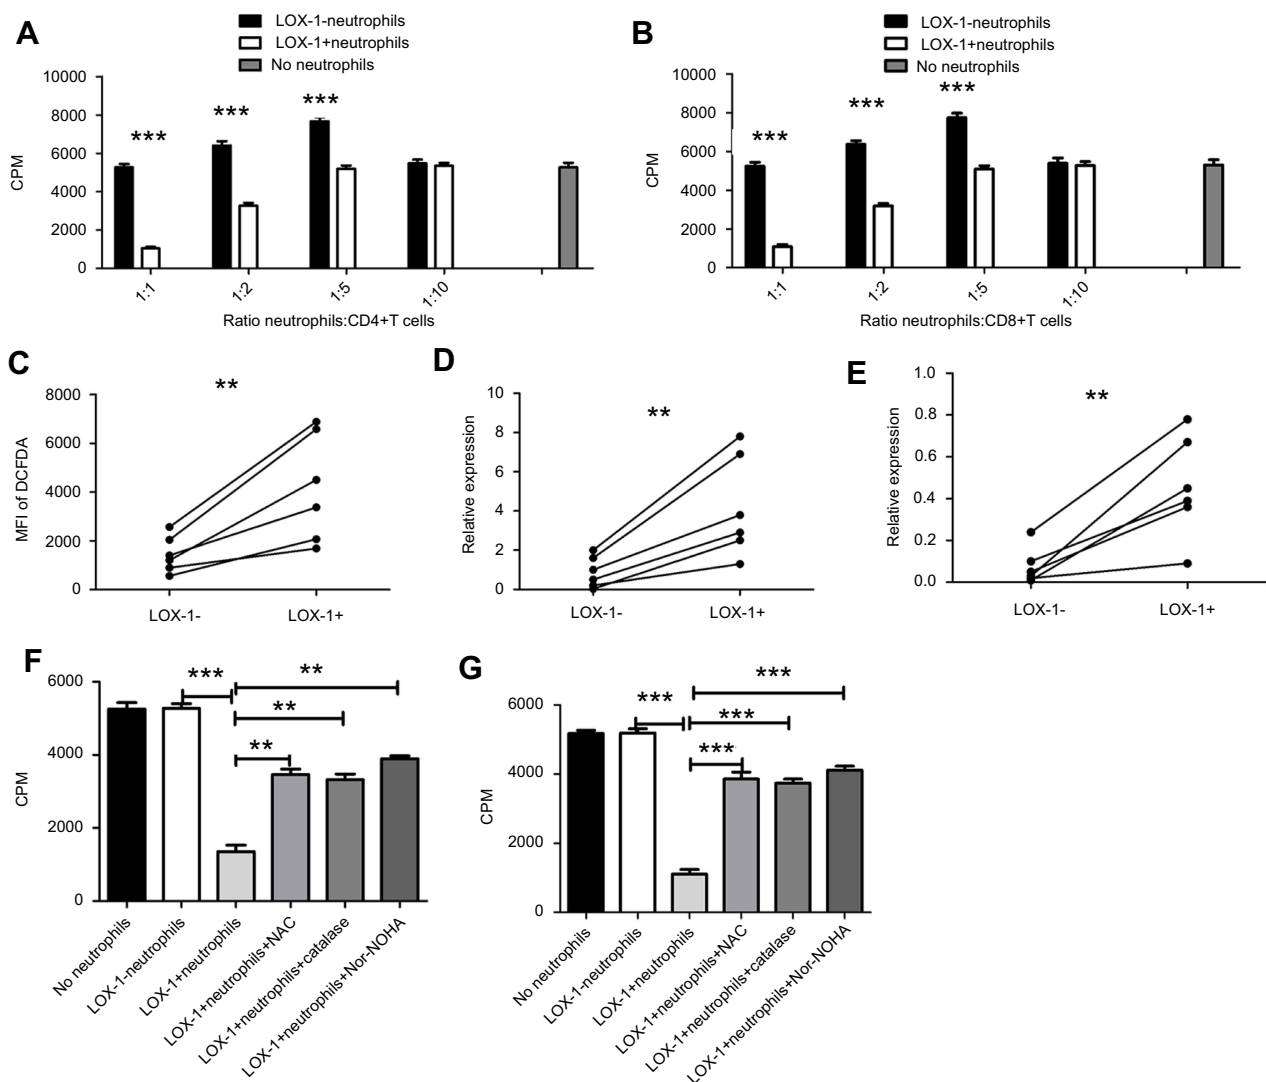 A
LOX-1-neutrophils
LOX-1+neutrophils
No neutrophils
10000
8000
6000
4000
2000
0
CPM
***
***
***
1:1
1:2
1:5
1:10
Ratio neutrophils:CD4+T cells
B
LOX-1-neutrophils
LOX-1+neutrophils
No neutrophils
10000
8000
6000
4000
2000
0
CPM
***
***
***
1:1
1:2
1:5
1:10
Ratio neutrophils:CD8+T cells
C
8000
6000
4000
2000
0
MFI of DCFDA
**
LOX-1-
LOX-1+
D
10
8
6
4
2
0
Relative expression
**
LOX-1-
LOX-1+
E
1.0
0.8
0.6
0.4
0.2
0.0
Relative expression
**
LOX-1-
LOX-1+
F
6000
4000
2000
0
CPM
***
**
**
**
No neutrophils
LOX-1-neutrophils
LOX-1+neutrophils
LOX-1+neutrophils+NAC
LOX-1+neutrophils+catalase
LOX-1+neutrophils+Nor-NOHA
G
6000
4000
2000
0
CPM
***
***
***
***
No neutrophils
LOX-1-neutrophils
LOX-1+neutrophils
LOX-1+neutrophils+NAC
LOX-1+neutrophils+catalase
LOX-1+neutrophils+Nor-NOHA